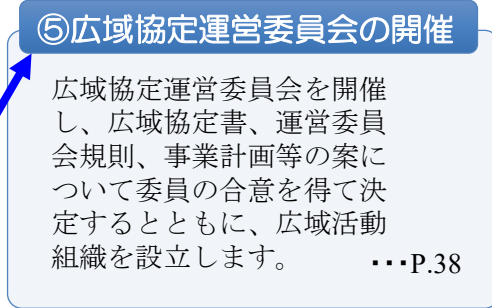 ⑤広域協定運営委員会の開催
広域協定運営委員会を開催
し、広域協定書、運営委員
会規則、事業計画等の案に
ついて委員の合意を得て決
定するとともに、広域活動
組織を設立します。 ･･･P.38